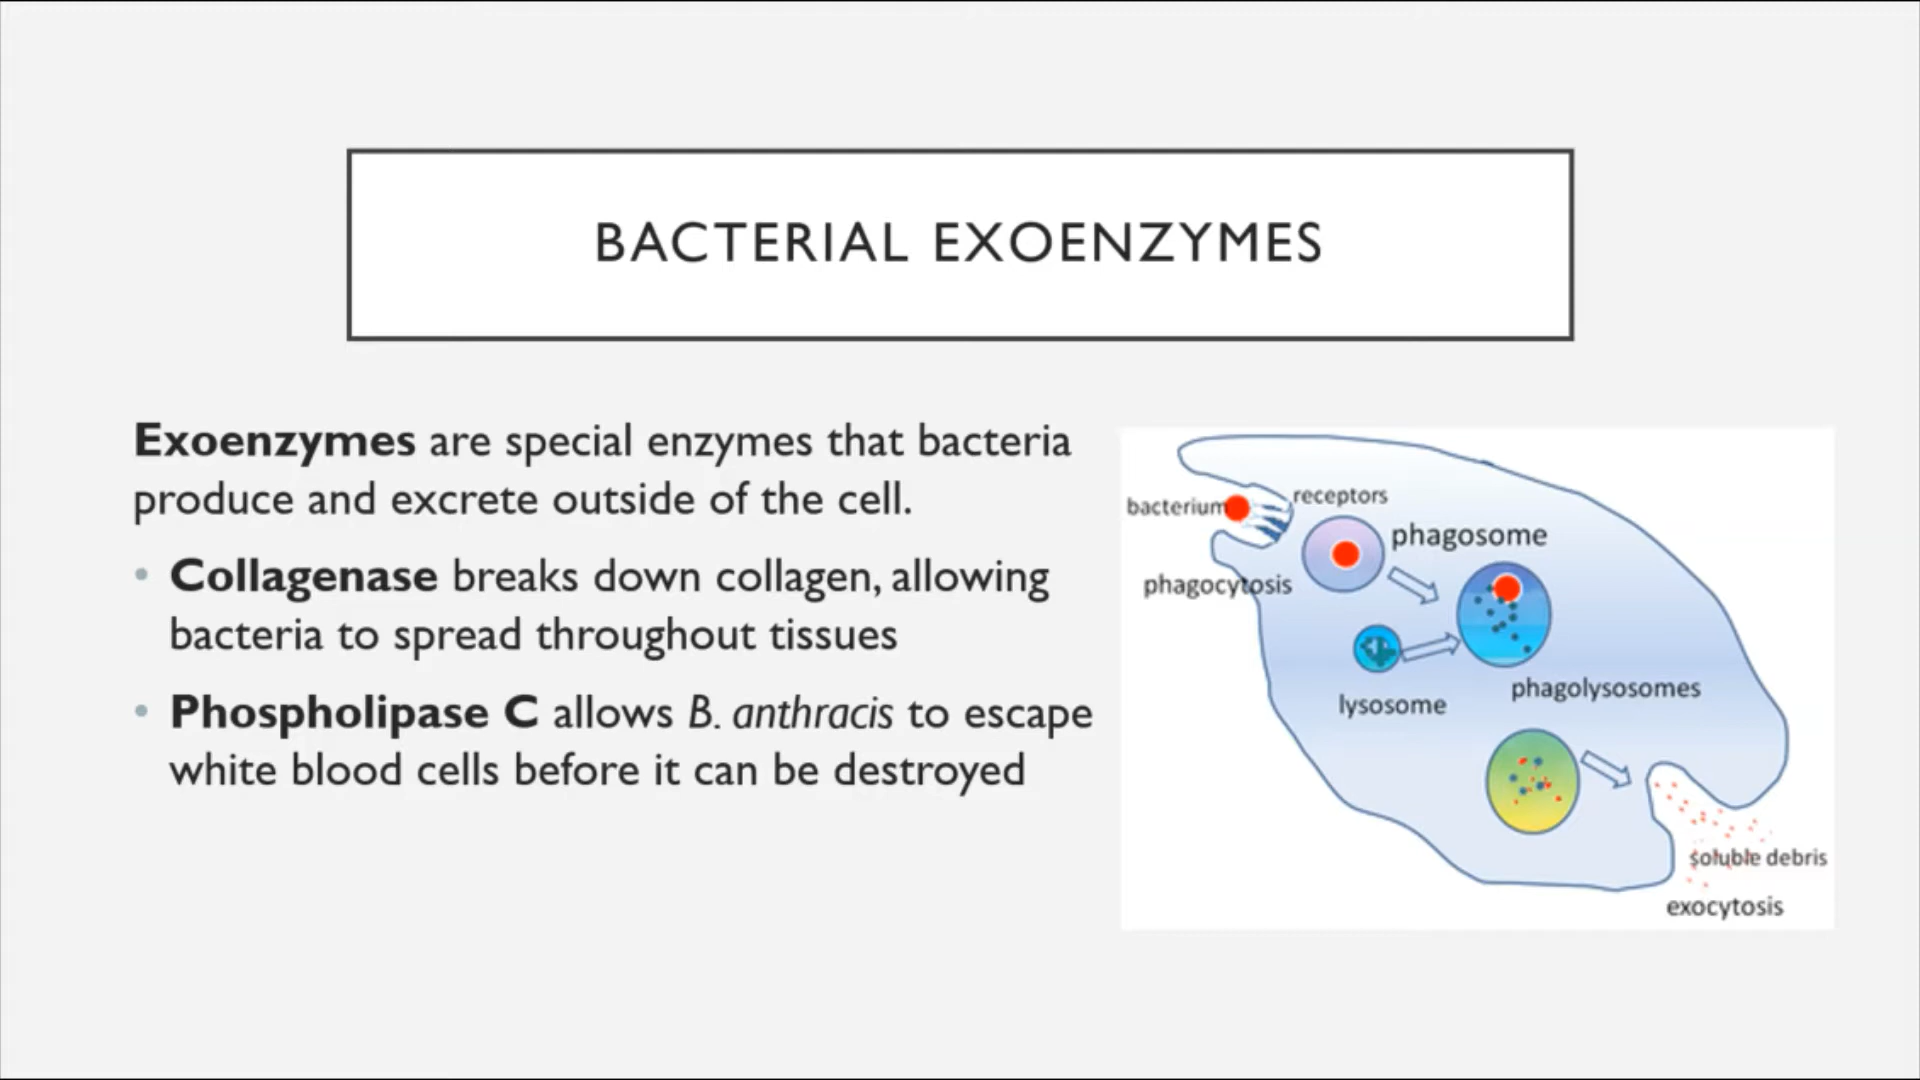 BACTERIAL EXOENZYMES
Exoenzymes are special enzymes that bacteria
produce and excrete outside of the cell.
• Collagenase breaks down collagen, allowing
bacteria to spread throughout tissues
• Phospholipase C allows B. anthracis to escape
white blood cells before it can be destroyed
bacterium
receptors
phagosome
phagocytosis
lysosome
phagolysosomes
soluble debris
exocytosis